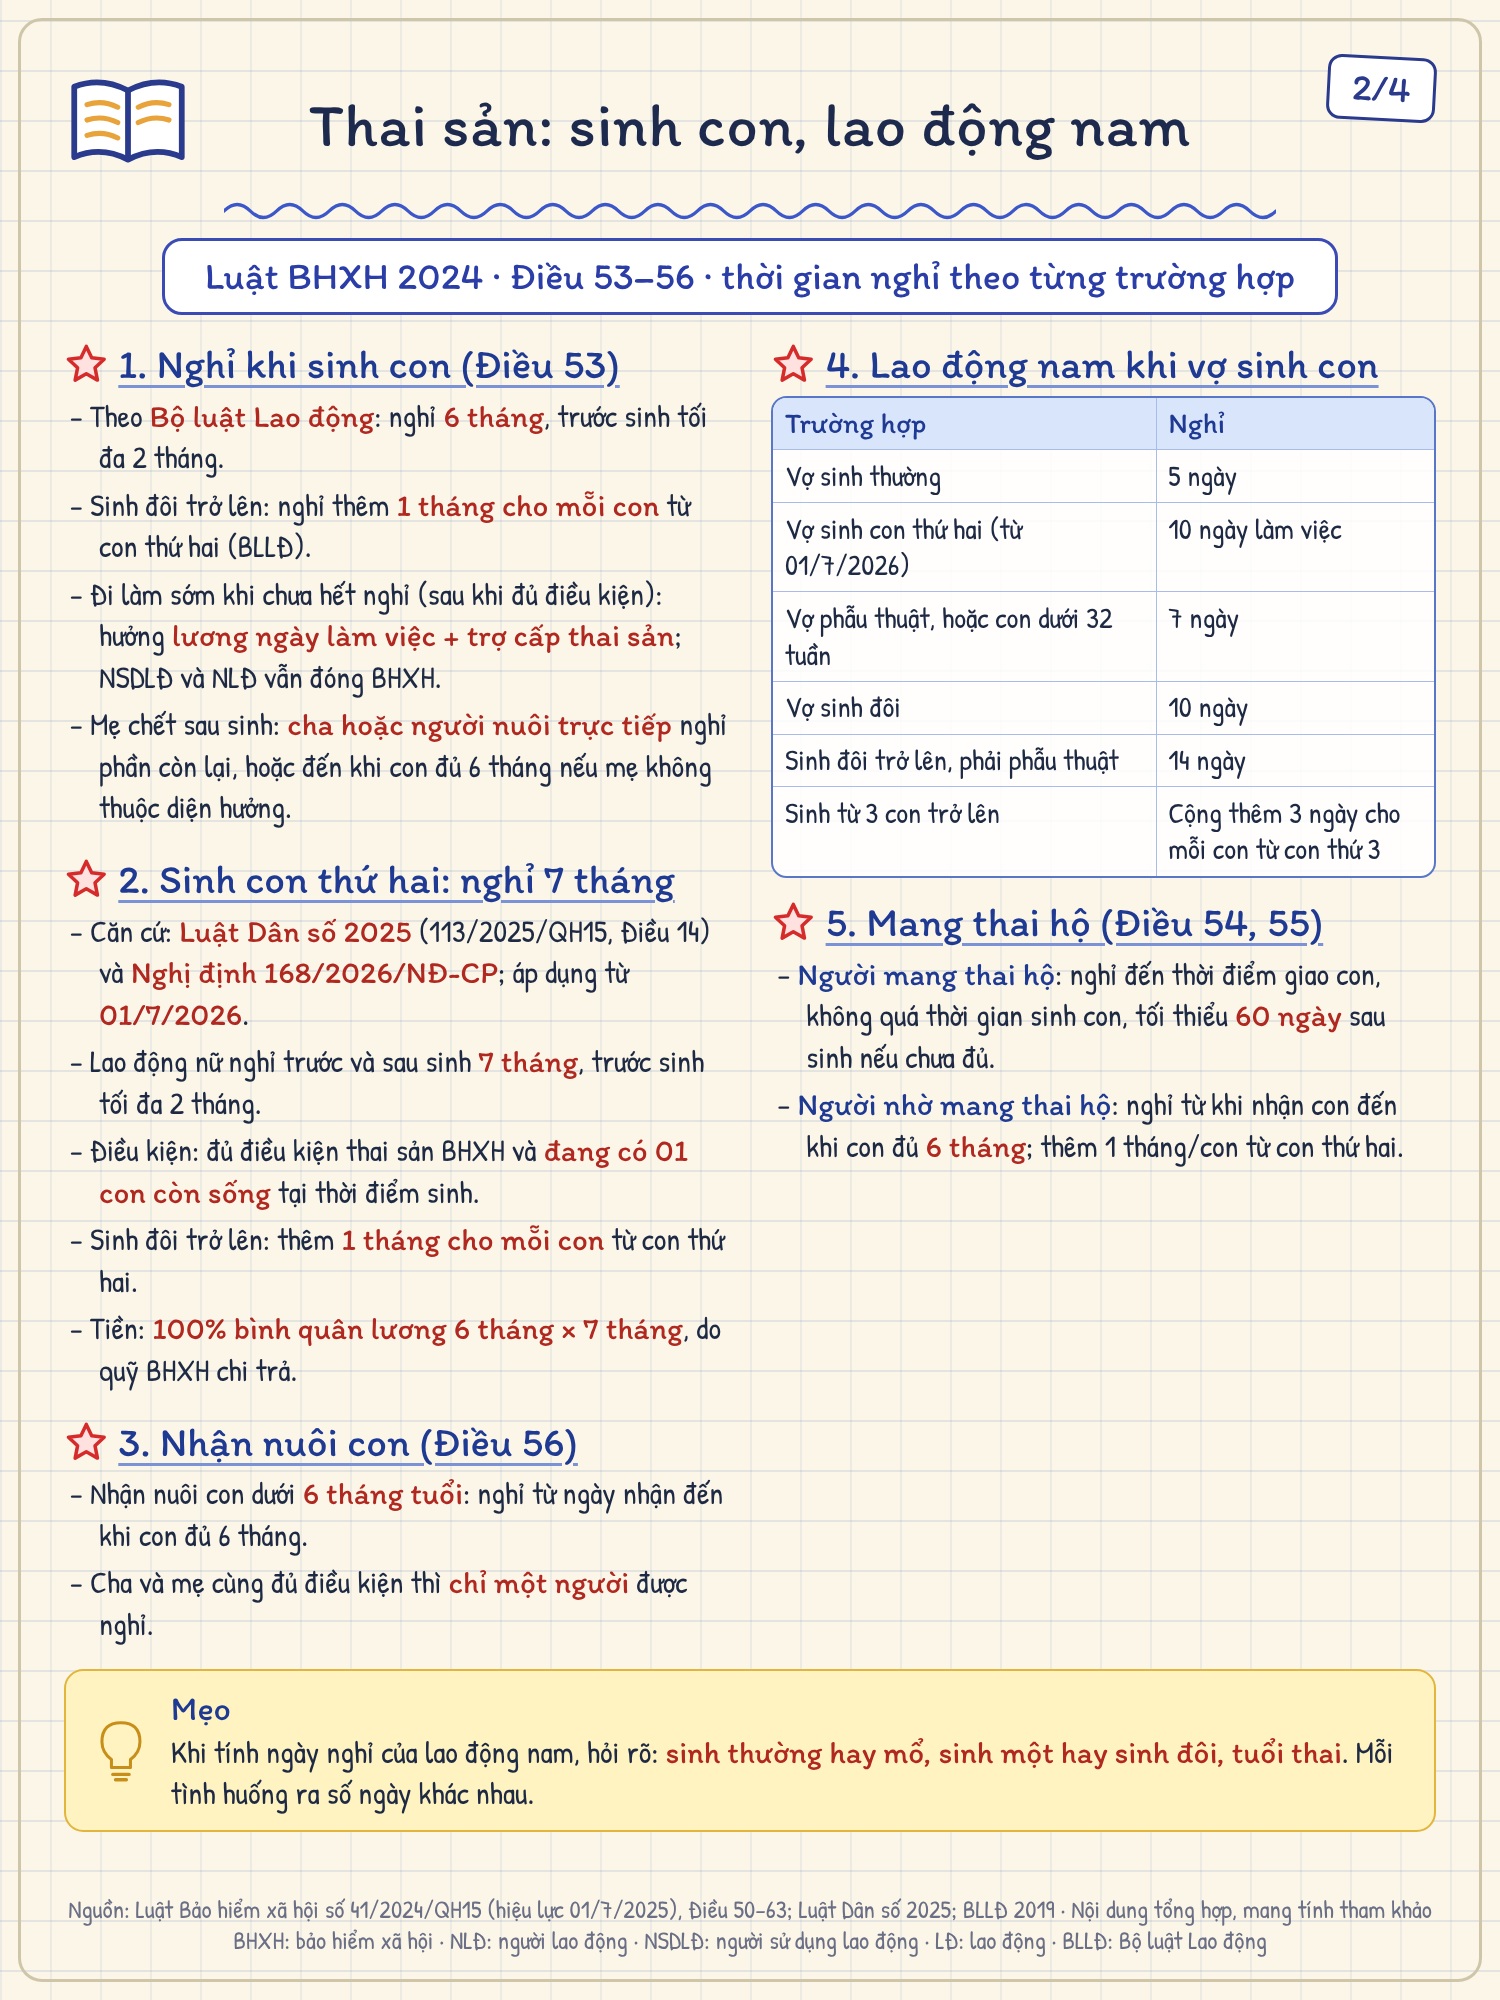 2/4
Thai sản: sinh con, lao động nam
Luật BHXH 2024 · Điều 53–56 · thời gian nghỉ theo từng trường hợp
1. Nghỉ khi sinh con (Điều 53)
– Theo Bộ luật Lao động: nghỉ 6 tháng, trước sinh tối
đa 2 tháng.
– Sinh đôi trở lên: nghỉ thêm 1 tháng cho mỗi con từ
con thứ hai (BLLĐ).
– Đi làm sớm khi chưa hết nghỉ (sau khi đủ điều kiện):
hưởng lương ngày làm việc + trợ cấp thai sản;
NSDLĐ và NLĐ vẫn đóng BHXH.
– Mẹ chết sau sinh: cha hoặc người nuôi trực tiếp nghỉ
phần còn lại, hoặc đến khi con đủ 6 tháng nếu mẹ không
thuộc diện hưởng.
2. Sinh con thứ hai: nghỉ 7 tháng
– Căn cứ: Luật Dân số 2025 (113/2025/QH15, Điều 14)
và Nghị định 168/2026/NĐ-CP; áp dụng từ
01/7/2026.
– Lao động nữ nghỉ trước và sau sinh 7 tháng, trước sinh
tối đa 2 tháng.
– Điều kiện: đủ điều kiện thai sản BHXH và đang có 01
con còn sống tại thời điểm sinh.
– Sinh đôi trở lên: thêm 1 tháng cho mỗi con từ con thứ
hai.
– Tiền: 100% bình quân lương 6 tháng × 7 tháng, do
quỹ BHXH chi trả.
3. Nhận nuôi con (Điều 56)
– Nhận nuôi con dưới 6 tháng tuổi: nghỉ từ ngày nhận đến
khi con đủ 6 tháng.
– Cha và mẹ cùng đủ điều kiện thì chỉ một người được
nghỉ.
4. Lao động nam khi vợ sinh con
Trường hợp Nghỉ
Vợ sinh thường 5 ngày
Vợ sinh con thứ hai (từ 10 ngày làm việc
01/7/2026)
Vợ phẫu thuật, hoặc con dưới 32 7 ngày
tuần
Vợ sinh đôi 10 ngày
Sinh đôi trở lên, phải phẫu thuật 14 ngày
Sinh từ 3 con trở lên Cộng thêm 3 ngày cho
mỗi con từ con thứ 3
5. Mang thai hộ (Điều 54, 55)
– Người mang thai hộ: nghỉ đến thời điểm giao con,
không quá thời gian sinh con, tối thiểu 60 ngày sau
sinh nếu chưa đủ.
– Người nhờ mang thai hộ: nghỉ từ khi nhận con đến
khi con đủ 6 tháng; thêm 1 tháng/con từ con thứ hai.
Mẹo
Khi tính ngày nghỉ của lao động nam, hỏi rõ: sinh thường hay mổ, sinh một hay sinh đôi, tuổi thai. Mỗi
tình huống ra số ngày khác nhau.
Nguồn: Luật Bảo hiểm xã hội số 41/2024/QH15 (hiệu lực 01/7/2025), Điều 50–63; Luật Dân số 2025; BLLĐ 2019 · Nội dung tổng hợp, mang tính tham khảo
BHXH: bảo hiểm xã hội · NLĐ: người lao động · NSDLĐ: người sử dụng lao động · LĐ: lao động · BLLĐ: Bộ luật Lao động